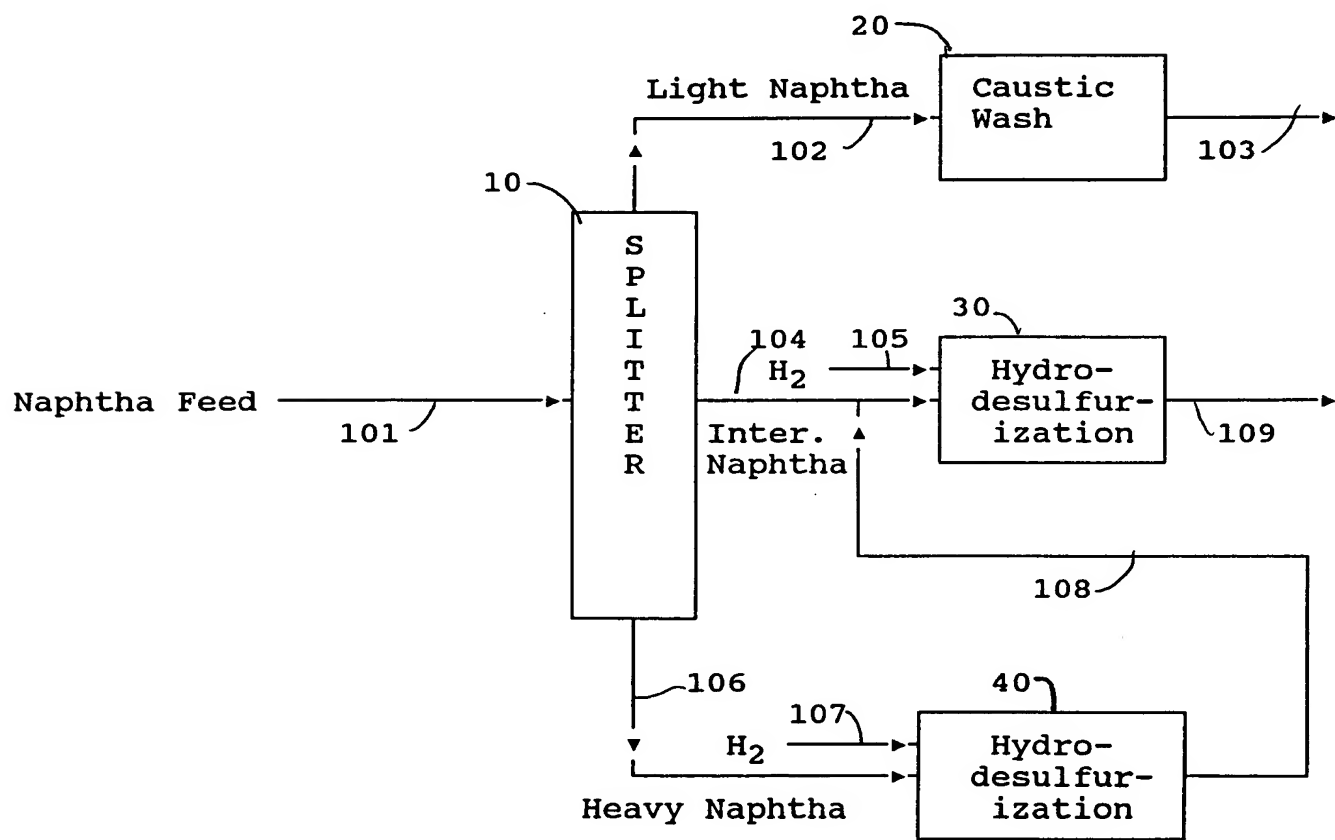 20
Light Naphtha
Caustic
Wash
102
103
10
S
P
L
I
T
T
E
R
30
104
105
H2
Hydro-
desulfur-
ization
Naphtha Feed
101
Inter.
Naphtha
109
108
106
40
107
H2
Hydro-
desulfur-
ization
Heavy Naphtha